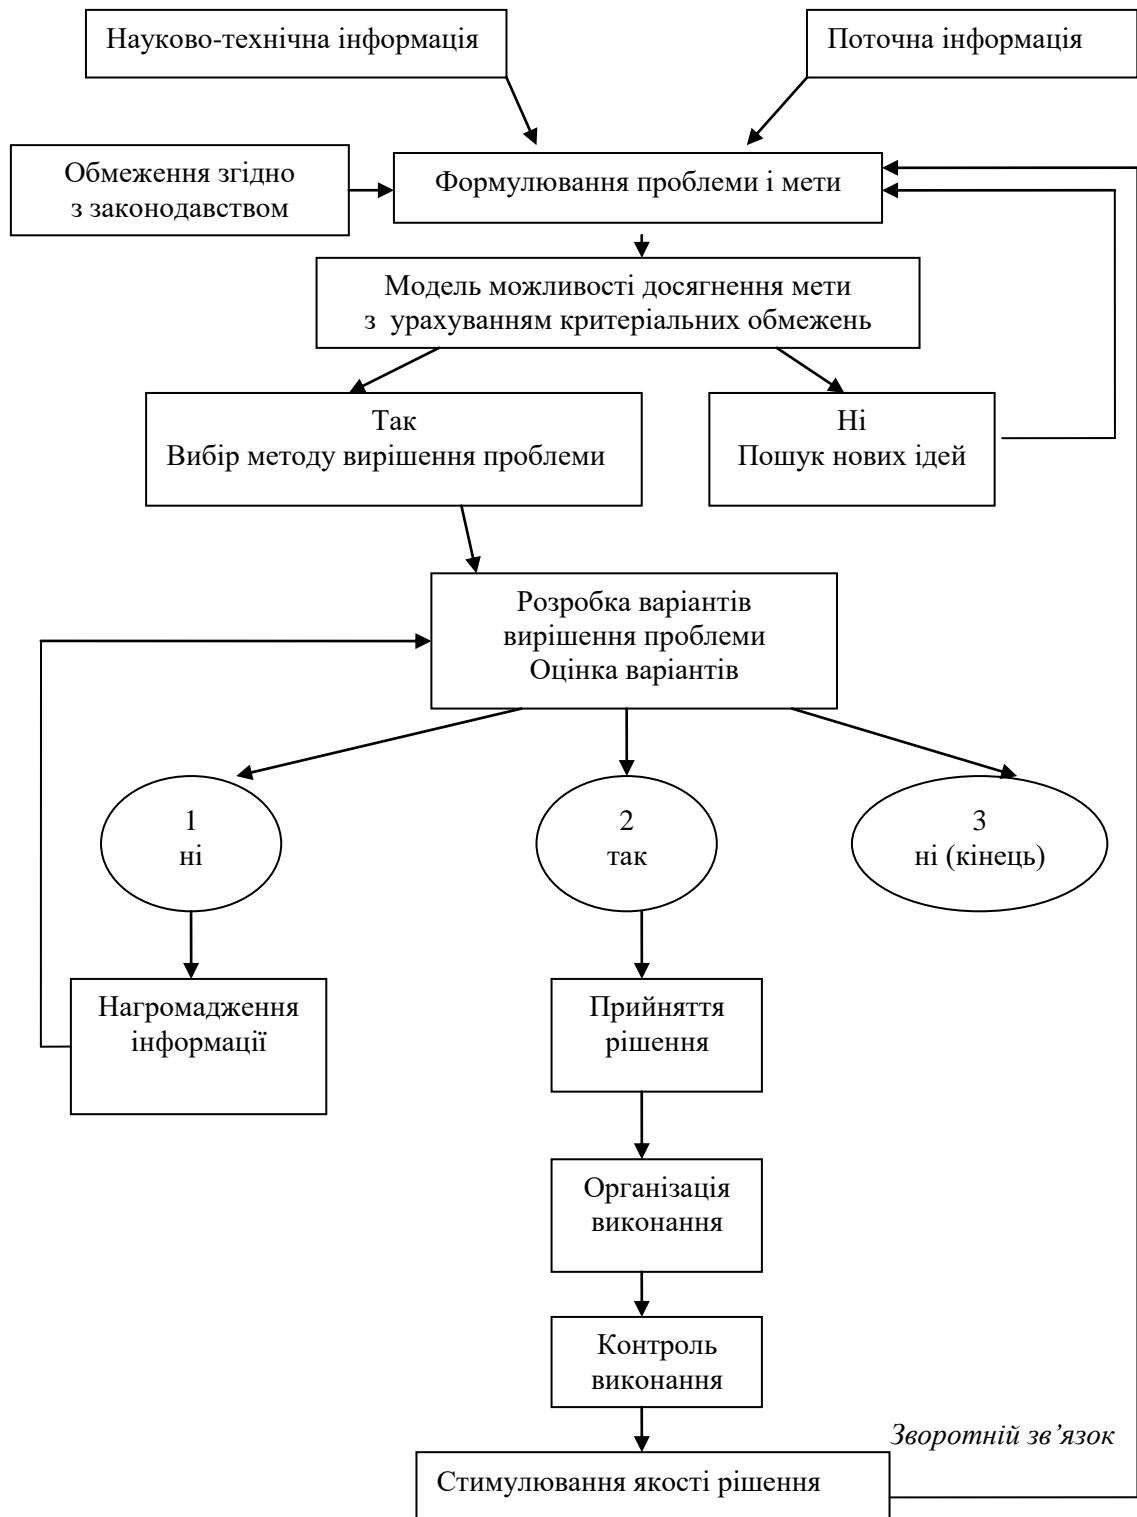 Науково-технічна інформація
Поточна інформація
Обмеження згідно
з законодавством
Формулювання проблеми і мети
Модель можливості досягнення мети
з урахуванням критеріальних обмежень
Так
Вибір методу вирішення проблеми
Ні
Пошук нових ідей
Розробка варіантів
вирішення проблеми
Оцінка варіантів
1
ні
2
так
3
ні (кінець)
Нагромадження
інформації
Прийняття
рішення
Організація
виконання
Контроль
виконання
Зворотній зв’язок
Стимулювання якості рішення